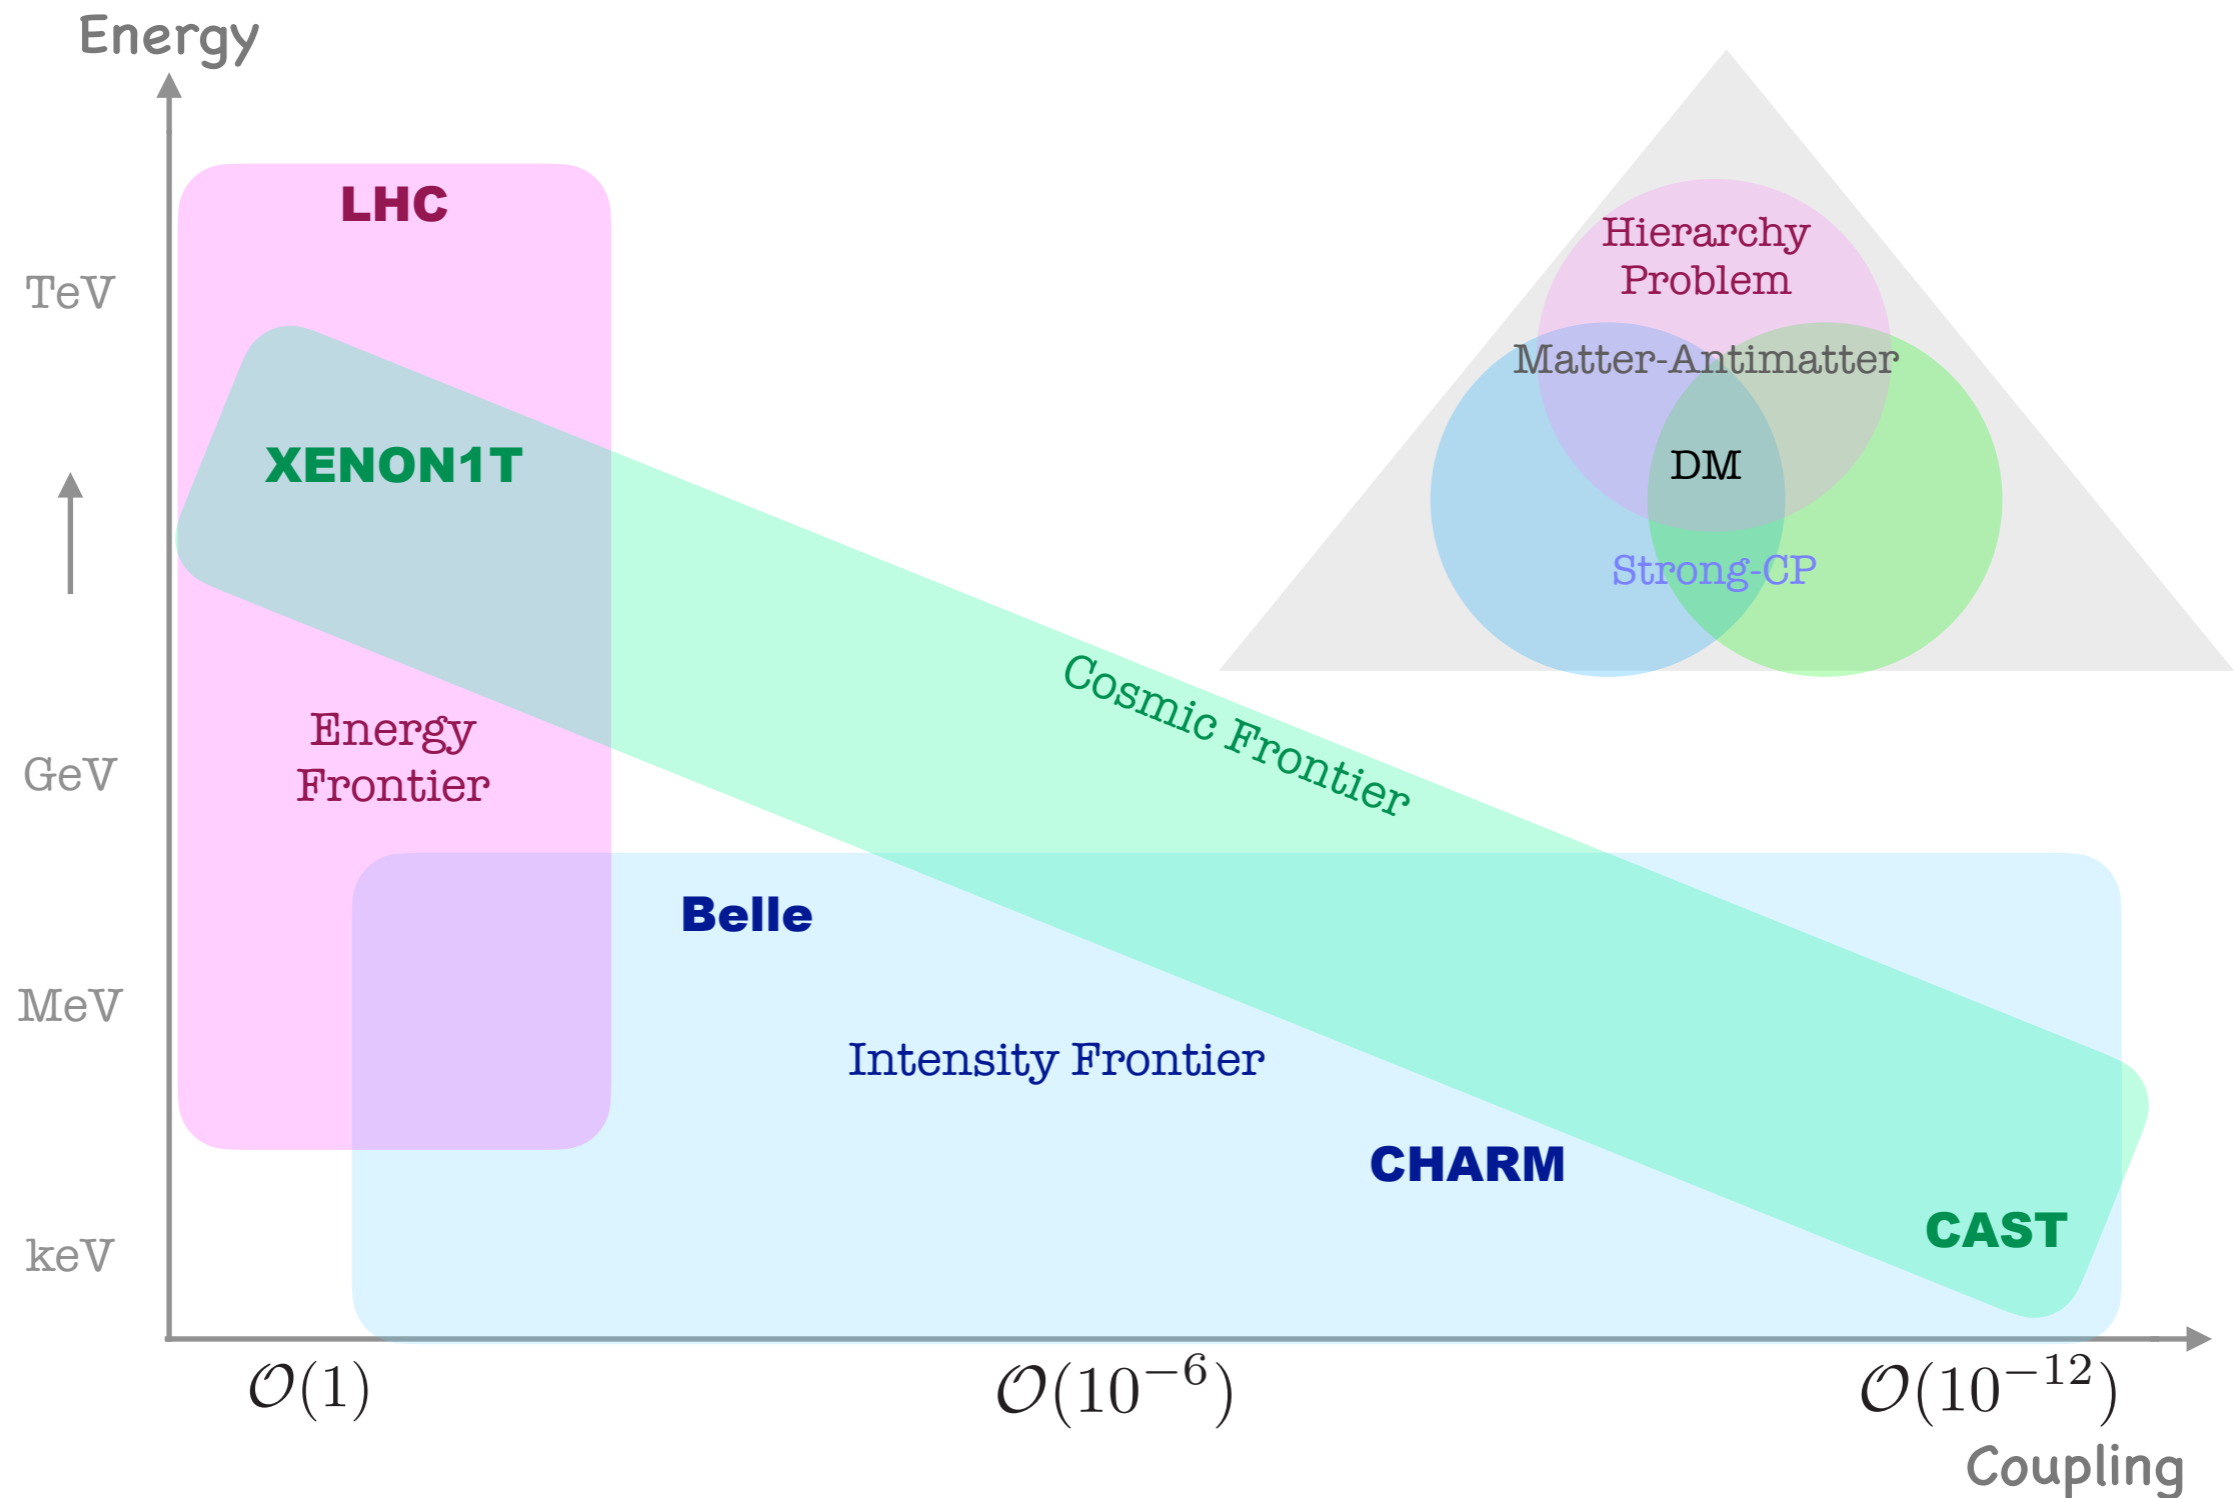 Energy
LHC
Hierarchy
Problem
TeV
Matter-Antimatter
XENON1T
DM
Strong-CP
Cosmic Frontier
Energy
Frontier
GeV
Belle
MeV
Intensity Frontier
CHARM
CAST
keV
𝒪(1)
𝒪(10⁻⁶)
𝒪(10⁻¹²)
Coupling